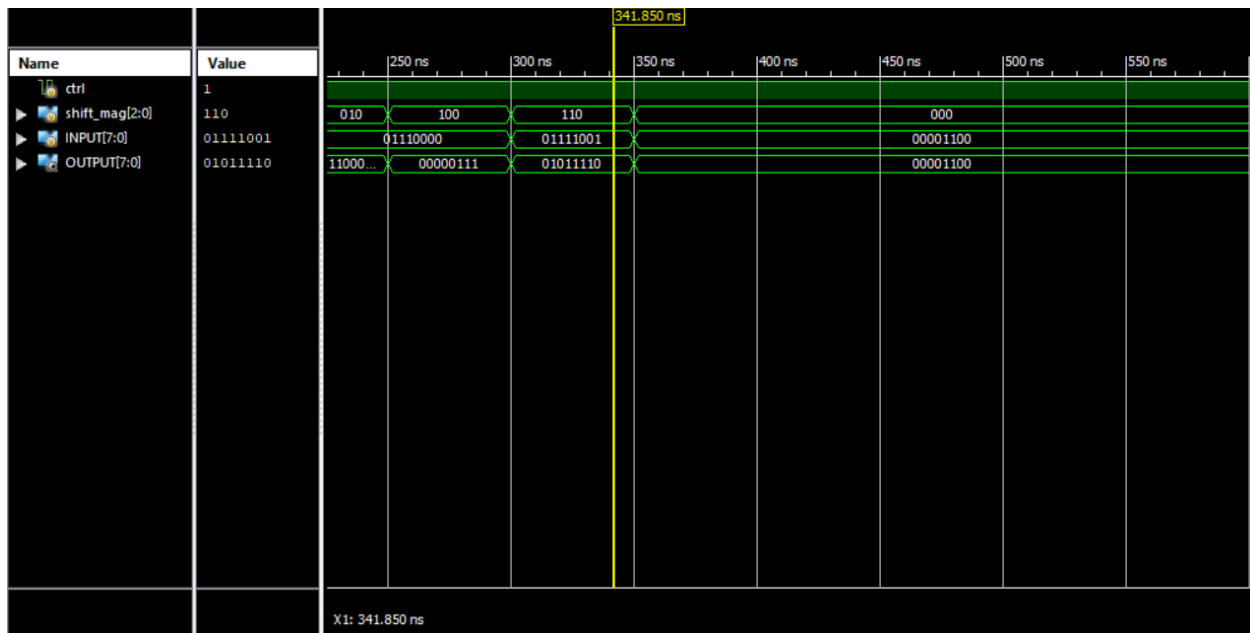 341.850 ns
Name Value 250 ns 300 ns 350 ns 400 ns 450 ns 500 ns 550 ns
ctrl 1
shift_mag[2:0] 110 010 100 110 000
INPUT[7:0] 01111001 01110000 01111001 00001100
OUTPUT[7:0] 01011110 11000... 00000111 01011110 00001100
X1: 341.850 ns